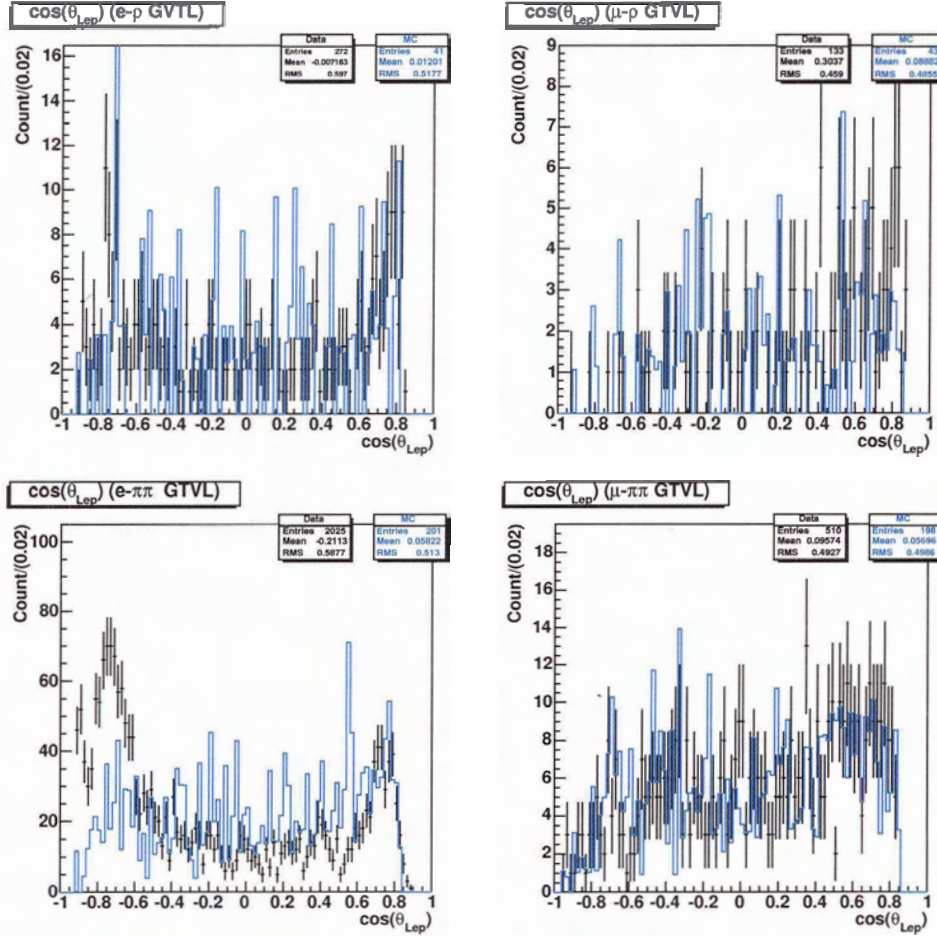 cos(θLep) (e-ρ GVTL)
Data
Entries 272
Mean -0.007163
RMS 0.597
MC
Entries 41
Mean 0.01201
RMS 0.5177
Count/(0.02)
16
14
12
10
8
6
4
2
0
-1 -0.8 -0.6 -0.4 -0.2 0 0.2 0.4 0.6 0.8 1
cos(θLep)
cos(θLep) (μ-ρ GTVL)
Data
Entries 133
Mean 0.3037
RMS 0.459
MC
Entries 43
Mean 0.08882
RMS 0.4855
Count/(0.02)
9
8
7
6
5
4
3
2
1
0
-1 -0.8 -0.6 -0.4 -0.2 0 0.2 0.4 0.6 0.8 1
cos(θLep)
cos(θLep) (e-ππ GTVL)
Data
Entries 2025
Mean -0.2113
RMS 0.5877
MC
Entries 201
Mean 0.05822
RMS 0.513
Count/(0.02)
100
80
60
40
20
0
-1 -0.8 -0.6 -0.4 -0.2 0 0.2 0.4 0.6 0.8 1
cos(θLep)
cos(θLep) (μ-ππ GTVL)
Data
Entries 510
Mean 0.09574
RMS 0.4927
MC
Entries 198
Mean 0.05696
RMS 0.4986
Count/(0.02)
18
16
14
12
10
8
6
4
2
0
-1 -0.8 -0.6 -0.4 -0.2 0 0.2 0.4 0.6 0.8 1
cos(θLep)